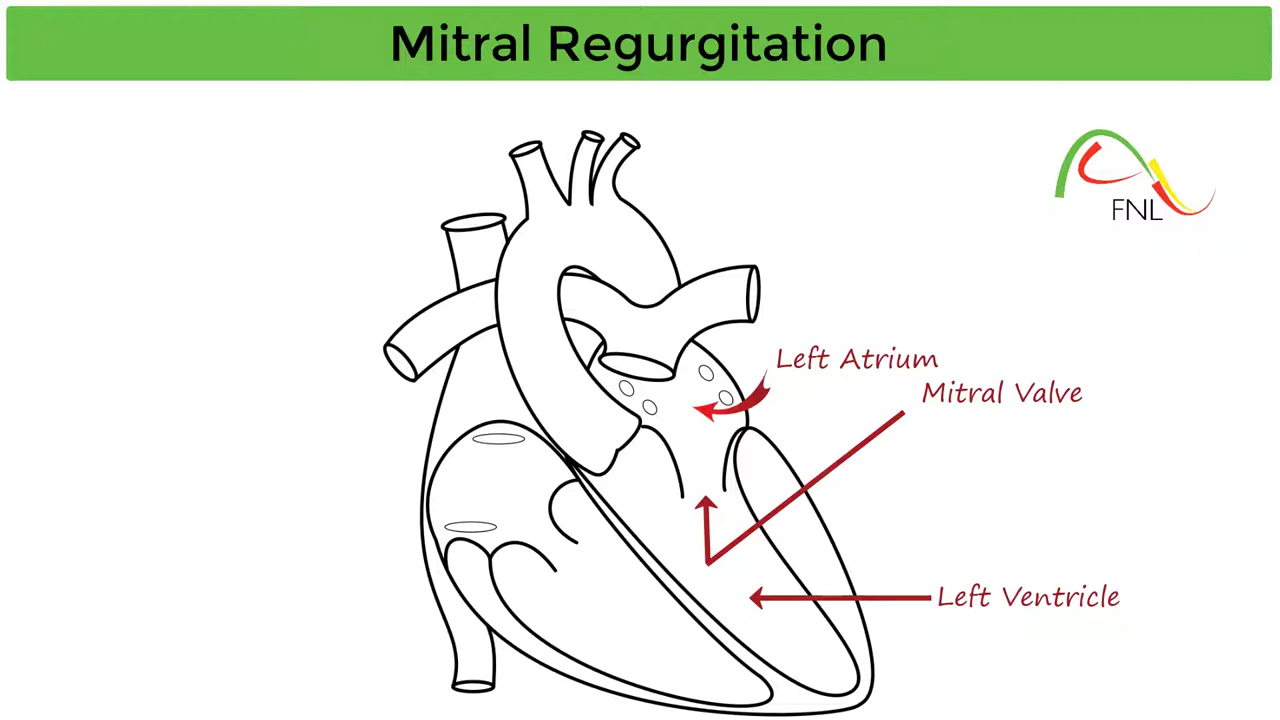 Mitral Regurgitation
FNL
Left Atrium
Mitral Valve
Left Ventricle